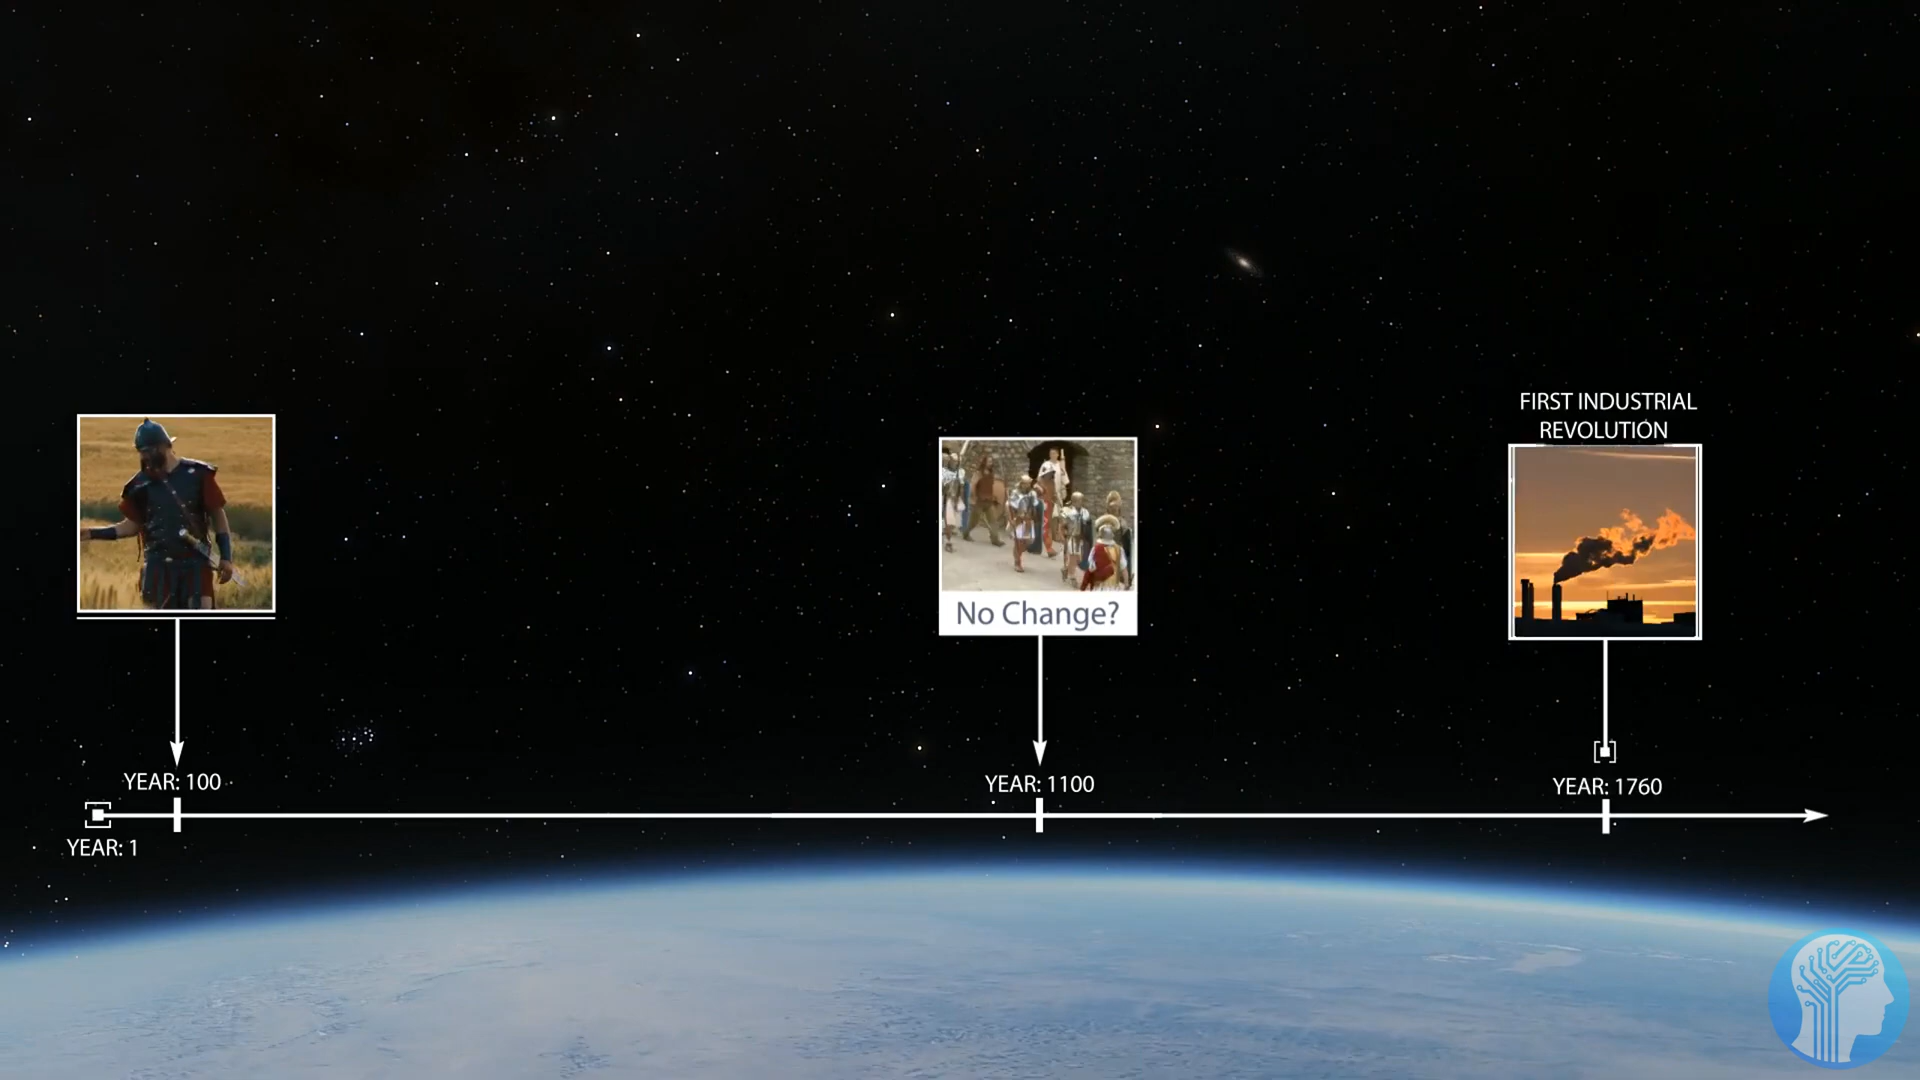 FIRST INDUSTRIAL
REVOLUTION
No Change?
YEAR: 100
YEAR: 1100
YEAR: 1760
YEAR: 1